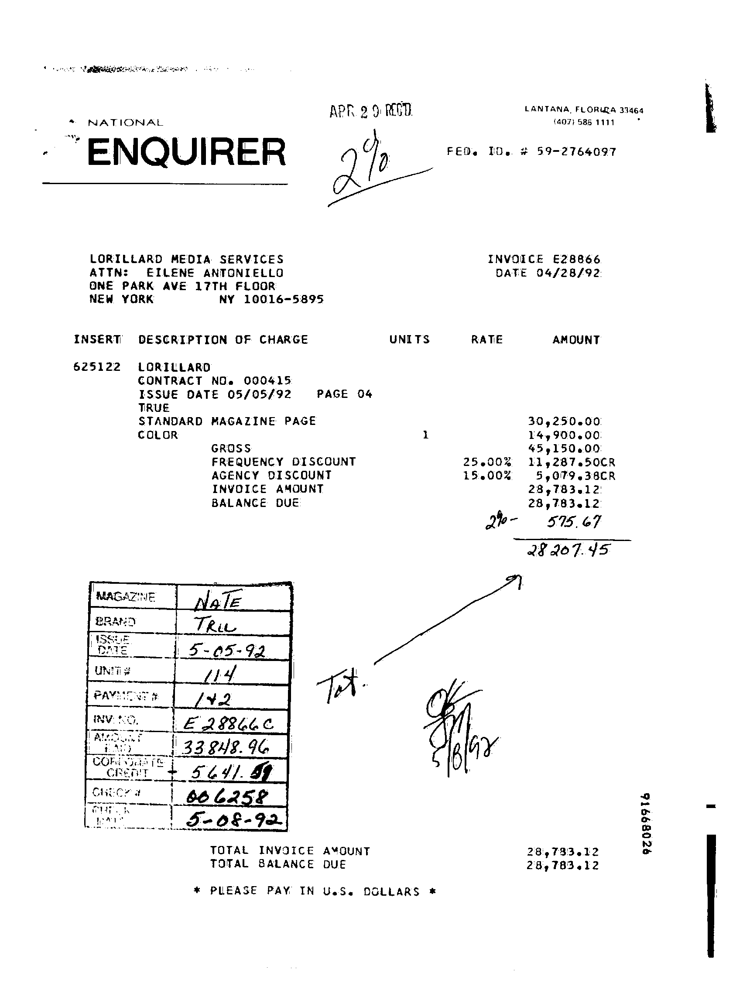 APR 29 REC'D
LANTANA, FLORIDA 33464
(407) 586 1111
NATIONAL
ENQUIRER
2%
FED. ID. # 59-2764097
LORILLARD MEDIA SERVICES INVOICE E28866
ATTN: EILENE ANTONIELLO DATE 04/28/92
ONE PARK AVE 17TH FLOOR
NEW YORK NY 10016-5895
INSERT DESCRIPTION OF CHARGE UNITS RATE AMOUNT
625122 LORILLARD
CONTRACT NO. 000415
ISSUE DATE 05/05/92 PAGE 04
TRUE
STANDARD MAGAZINE PAGE 30,250.00
COLOR 1 14,900.00
GROSS 45,150.00
FREQUENCY DISCOUNT 25.00% 11,287.50CR
AGENCY DISCOUNT 15.00% 5,079.38CR
INVOICE AMOUNT 28,783.12
BALANCE DUE 28,783.12
2% - 575.67
28207.45
MAGAZINE NATE
BRAND TRU
ISSUE DATE 5-05-92
UNIT # 114
PAYMENT # 142
INV. NO. E28866C
AMOUNT PAID 33848.96
CORPORATE CREDIT - 5641.51
CHECK # 006258
CHECK DATE 5-08-92
Tot.
OK
5/8/92
91668026
TOTAL INVOICE AMOUNT 28,783.12
TOTAL BALANCE DUE 28,783.12
* PLEASE PAY IN U.S. DOLLARS *